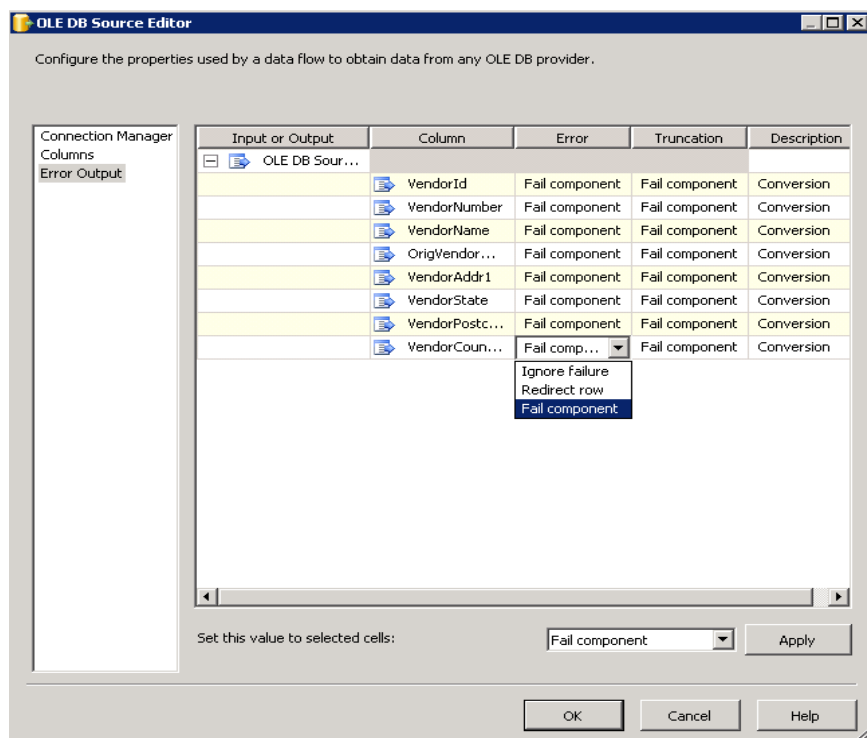 OLE DB Source Editor
Configure the properties used by a data flow to obtain data from any OLE DB provider.
Connection Manager
Columns
Error Output
Input or Output Column Error Truncation Description
OLE DB Sour...
VendorId Fail component Fail component Conversion
VendorNumber Fail component Fail component Conversion
VendorName Fail component Fail component Conversion
OrigVendor... Fail component Fail component Conversion
VendorAddr1 Fail component Fail component Conversion
VendorState Fail component Fail component Conversion
VendorPostc... Fail component Fail component Conversion
VendorCoun... Fail comp... Fail component Conversion
Ignore failure
Redirect row
Fail component
Set this value to selected cells: Fail component Apply
OK Cancel Help